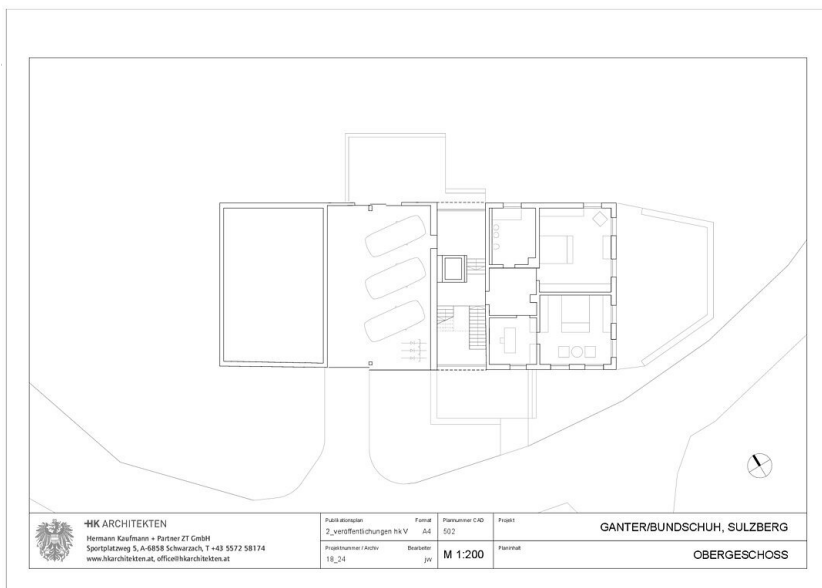 HK ARCHITEKTEN
Hermann Kaufmann + Partner ZT GmbH
Sportplatzweg 5, A-6858 Schwarzach, T +43 5572 58174
www.hkarchitekten.at, office@hkarchitekten.at
Publikationsplan Format
2_veröffentlichungen hk V A4
Projektnummer / Archiv Bearbeiter
18_24 jw
Plannummer CAD
502
M 1:200
Projekt
GANTER/BUNDSCHUH, SULZBERG
Planinhalt
OBERGESCHOSS